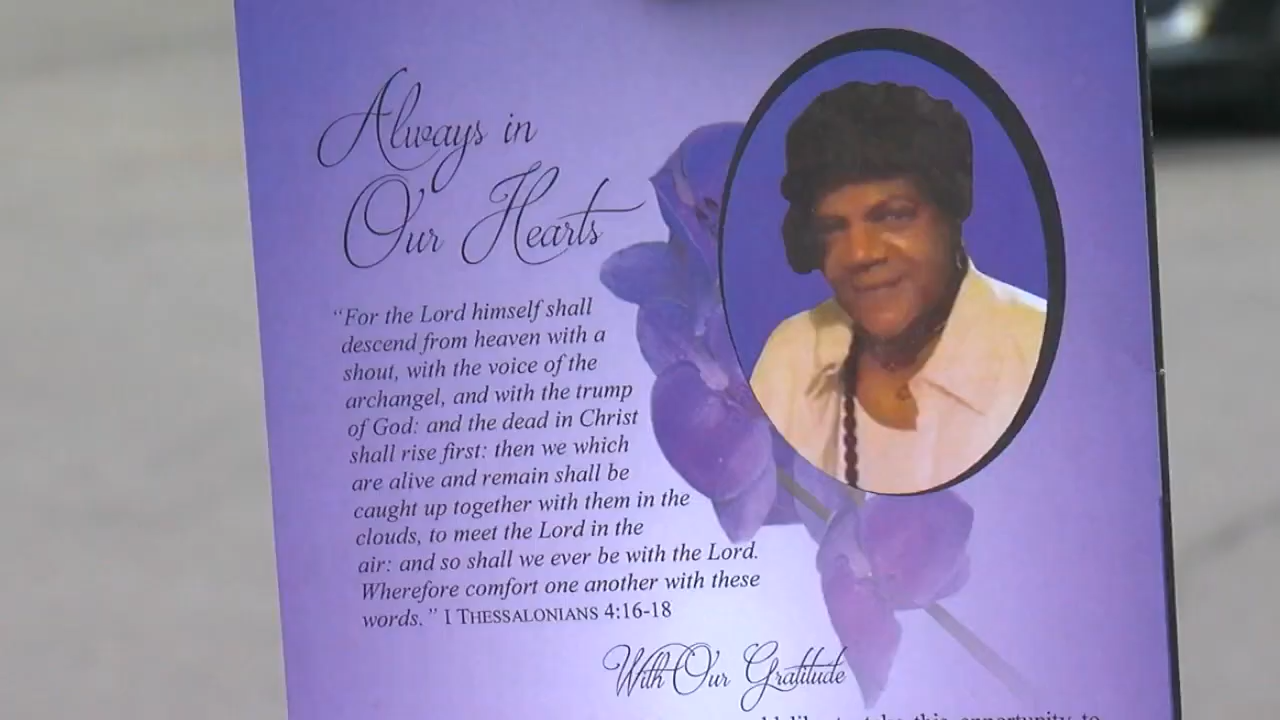 Always in
Our Hearts
“For the Lord himself shall
descend from heaven with a
shout, with the voice of the
archangel, and with the trump
of God: and the dead in Christ
shall rise first: then we which
are alive and remain shall be
caught up together with them in the
clouds, to meet the Lord in the
air: and so shall we ever be with the Lord.
Wherefore comfort one another with these
words.” I THESSALONIANS 4:16-18
With Our Gratitude
take this opportunity to